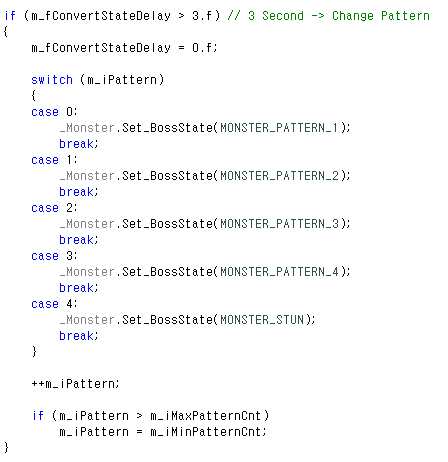 if (m_fConvertStateDelay > 3.f) // 3 Second -> Change Pattern
{
    m_fConvertStateDelay = 0.f;

    switch (m_iPattern)
    {
    case 0:
        _Monster.Set_BossState(MONSTER_PATTERN_1);
        break;
    case 1:
        _Monster.Set_BossState(MONSTER_PATTERN_2);
        break;
    case 2:
        _Monster.Set_BossState(MONSTER_PATTERN_3);
        break;
    case 3:
        _Monster.Set_BossState(MONSTER_PATTERN_4);
        break;
    case 4:
        _Monster.Set_BossState(MONSTER_STUN);
        break;
    }

    ++m_iPattern;

    if (m_iPattern > m_iMaxPatternCnt)
        m_iPattern = m_iMinPatternCnt;
}